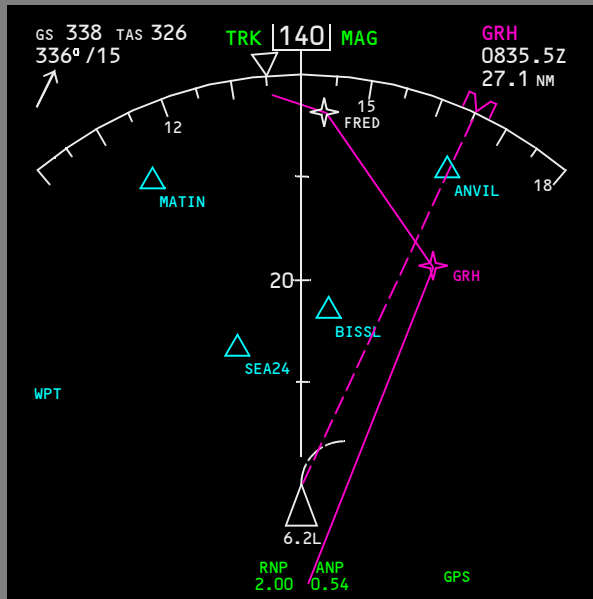 GS 338 TAS 326
336°/15
TRK 140 MAG
GRH
0835.5Z
27.1 NM
12
15
FRED
18
MATIN
ANVIL
GRH
20
BISSL
SEA24
WPT
6.2L
RNP ANP
2.00 0.54
GPS